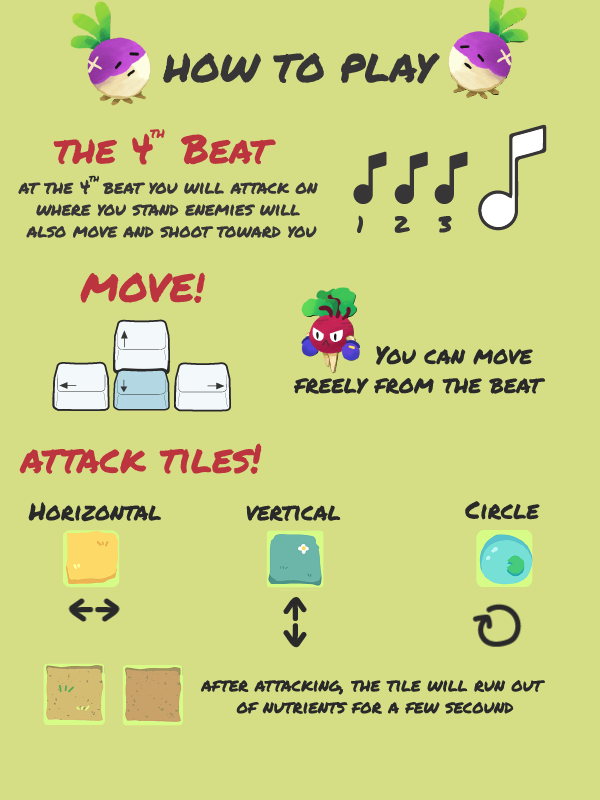 HOW TO PLAY
THE 4TH BEAT
AT THE 4TH BEAT YOU WILL ATTACK ON
WHERE YOU STAND ENEMIES WILL
ALSO MOVE AND SHOOT TOWARD YOU
1 2 3
MOVE!
YOU CAN MOVE
FREELY FROM THE BEAT
ATTACK TILES!
HORIZONTAL
VERTICAL
CIRCLE
AFTER ATTACKING, THE TILE WILL RUN OUT
OF NUTRIENTS FOR A FEW SECOUND